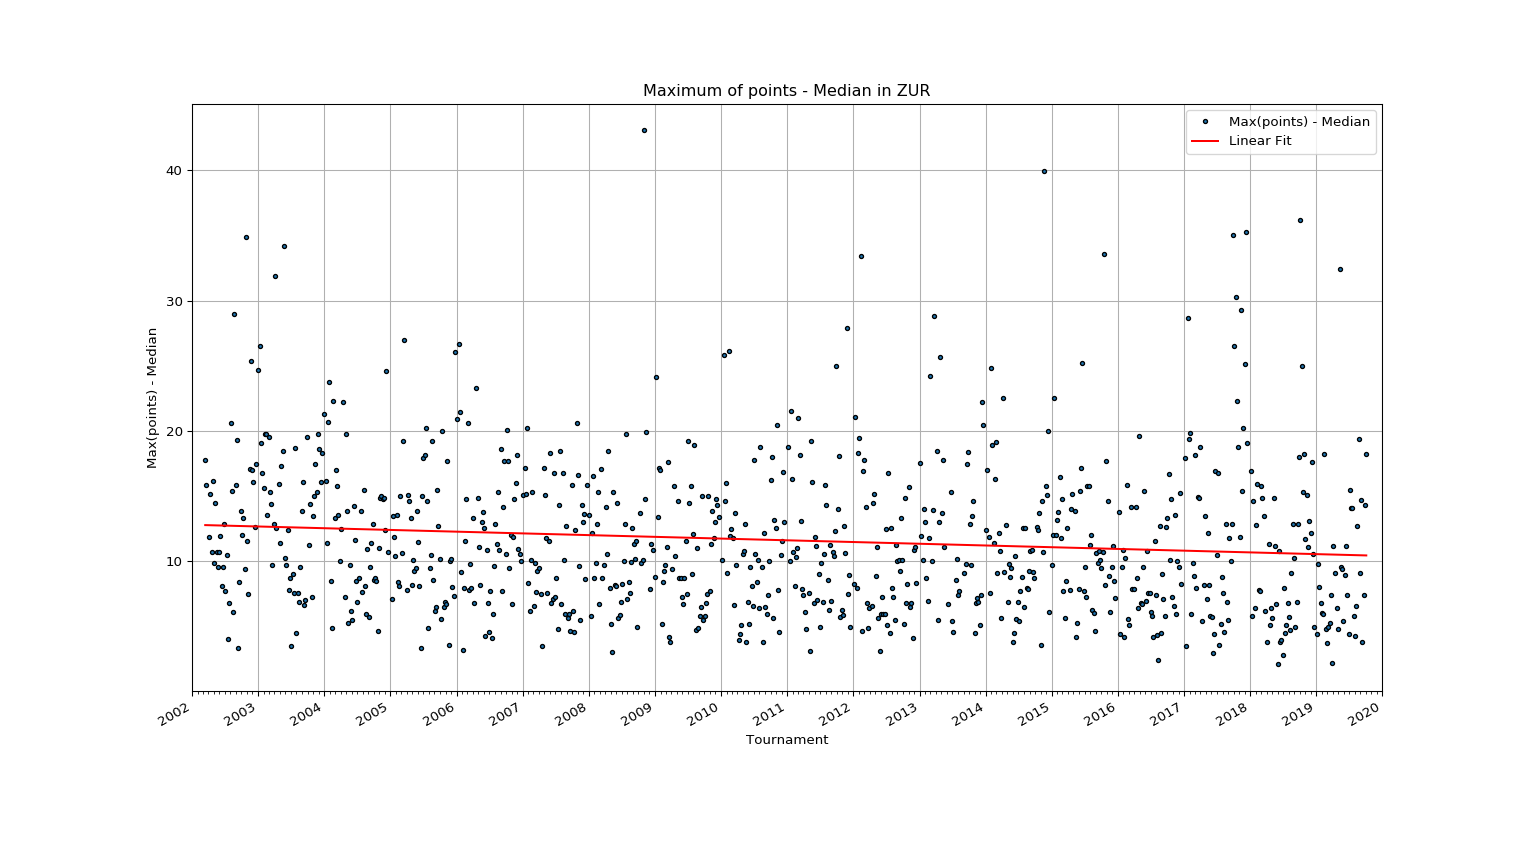 Maximum of points - Median in ZUR
Max(points) - Median
Linear Fit
Max(points) - Median
40
30
20
10
2002 2003 2004 2005 2006 2007 2008 2009 2010 2011 2012 2013 2014 2015 2016 2017 2018 2019 2020
Tournament